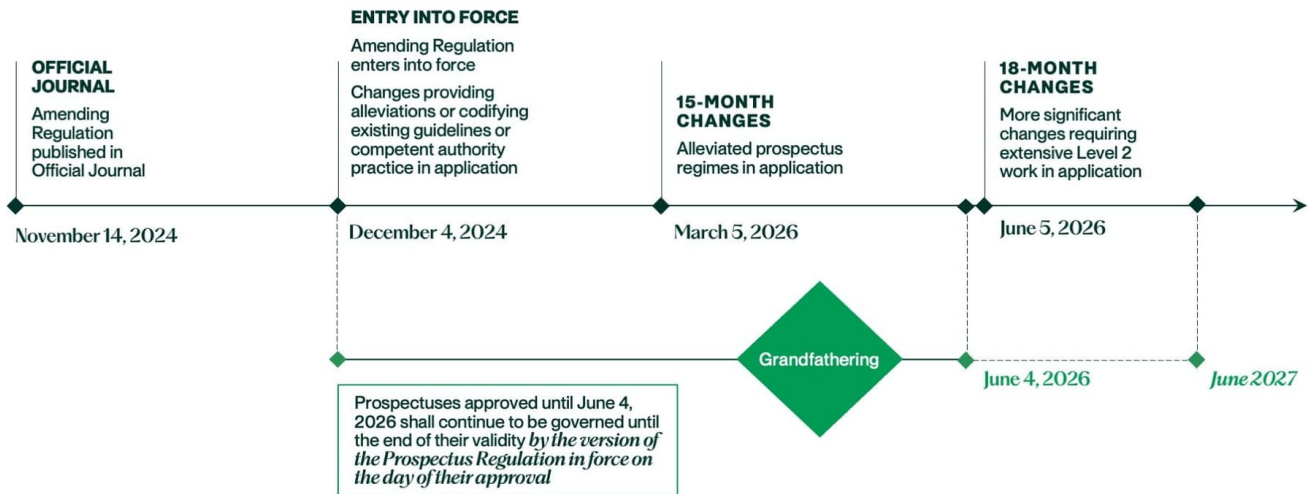 OFFICIAL
JOURNAL
Amending
Regulation
published in
Official Journal
November 14, 2024
ENTRY INTO FORCE
Amending Regulation
enters into force
Changes providing
alleviations or codifying
existing guidelines or
competent authority
practice in application
December 4, 2024
15-MONTH
CHANGES
Alleviated prospectus
regimes in application
March 5, 2026
18-MONTH
CHANGES
More significant
changes requiring
extensive Level 2
work in application
June 5, 2026
Grandfathering
June 4, 2026
June 2027
Prospectuses approved until June 4,
2026 shall continue to be governed until
the end of their validity by the version of
the Prospectus Regulation in force on
the day of their approval